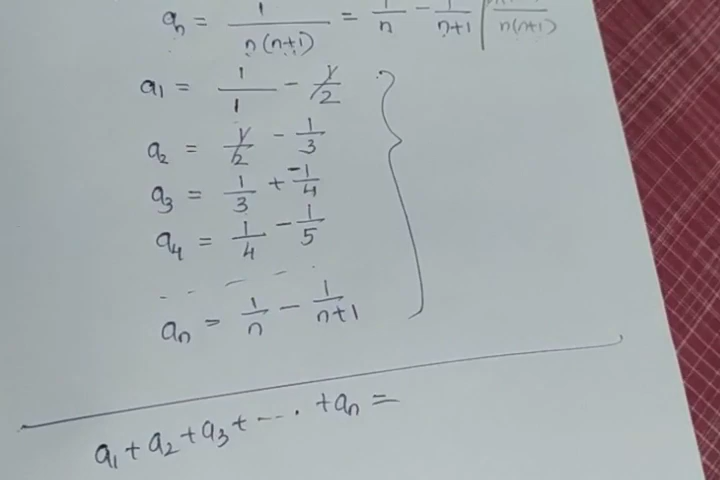 aₙ = 1/n(n+1) = 1/n - 1/n+1 | /n(n+1)
a₁ = 1/1 - 1/2
a₂ = 1/2 - 1/3
a₃ = 1/3 + -1/4
a₄ = 1/4 - 1/5
- - - - .
aₙ = 1/n - 1/n+1
a₁ + a₂ + a₃ + - - - . + aₙ =